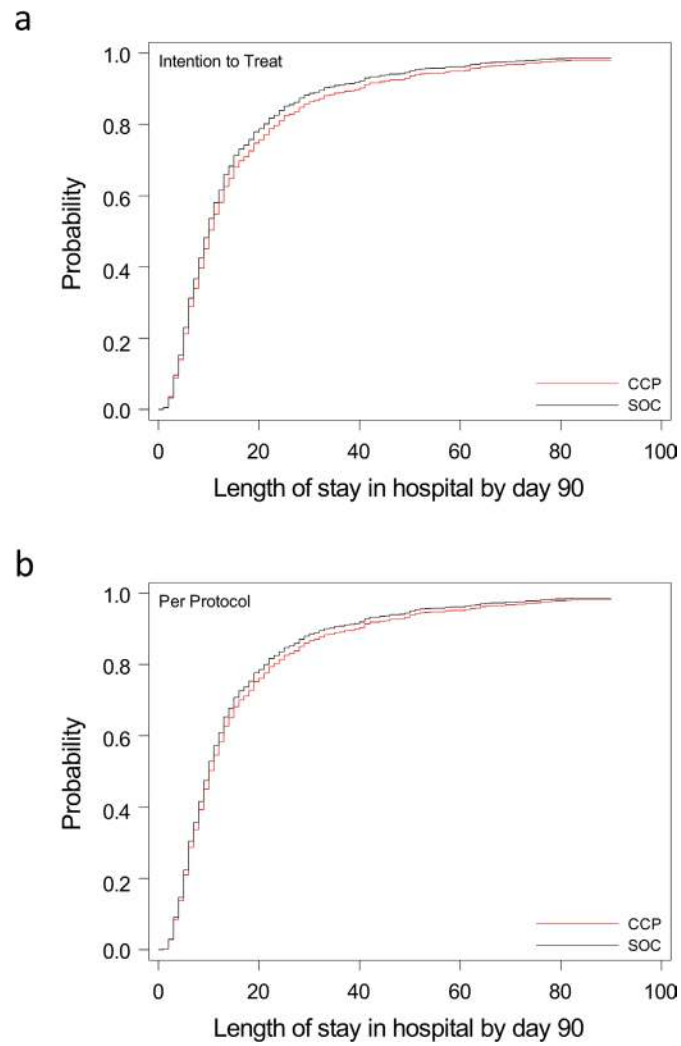 a
Intention to Treat
1.0
0.8
0.6
0.4
0.2
0.0
Probability
CCP
SOC
0 20 40 60 80 100
Length of stay in hospital by day 90
b
Per Protocol
1.0
0.8
0.6
0.4
0.2
0.0
Probability
CCP
SOC
0 20 40 60 80 100
Length of stay in hospital by day 90